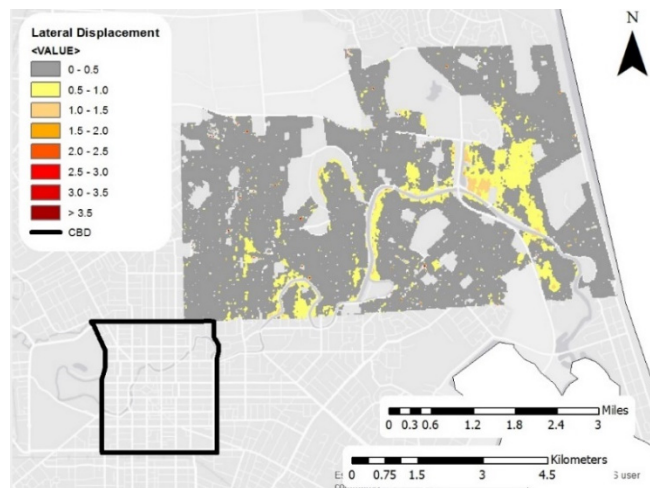 Lateral Displacement
<VALUE>
0 - 0.5
0.5 - 1.0
1.0 - 1.5
1.5 - 2.0
2.0 - 2.5
2.5 - 3.0
3.0 - 3.5
> 3.5
CBD
N
Miles
0 0.3 0.6 1.2 1.8 2.4 3
Kilometers
0 0.75 1.5 3 4.5
user